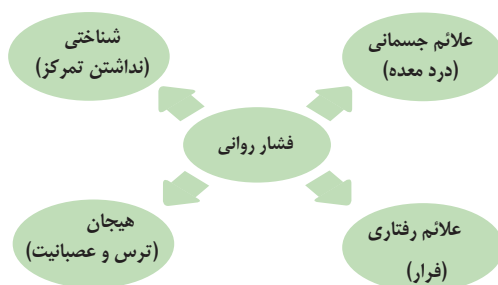 علائم جسمانی
(درد معده)
شناختی
(نداشتن تمرکز)
فشار روانی
علائم رفتاری
(فرار)
هیجان
(ترس و عصبانیت)